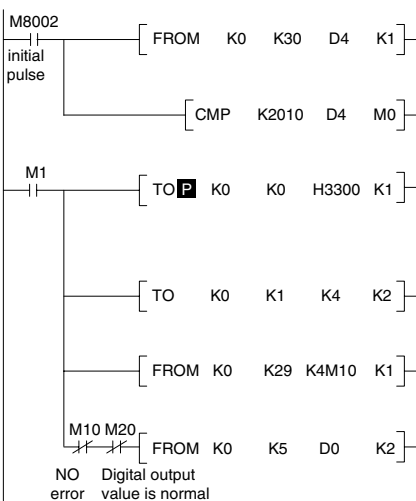 M8002
initial
pulse
FROM K0 K30 D4 K1
CMP K2010 D4 M0
M1
TO P K0 K0 H3300 K1
TO K0 K1 K4 K2
FROM K0 K29 K4M10 K1
M10 M20
FROM K0 K5 D0 K2
NO
error
Digital output
value is normal